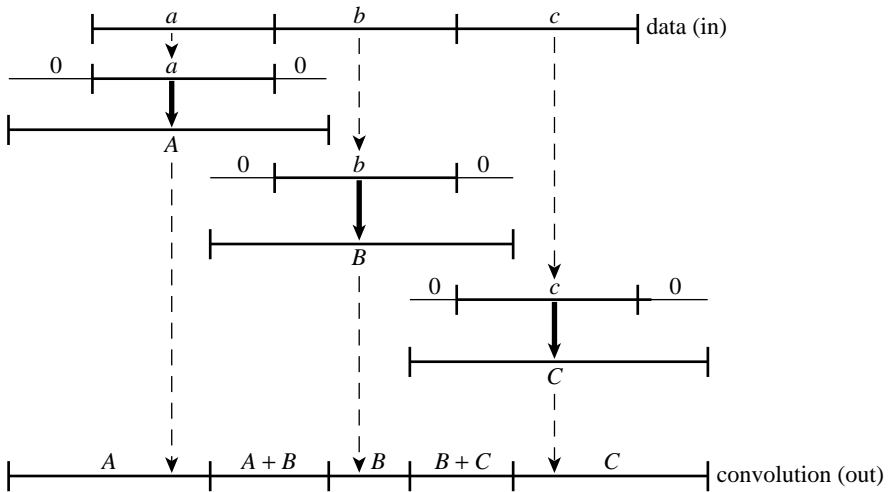 a b c data (in)
0 a 0
A
0 b 0
B
0 c 0
C
A A + B B B + C C convolution (out)